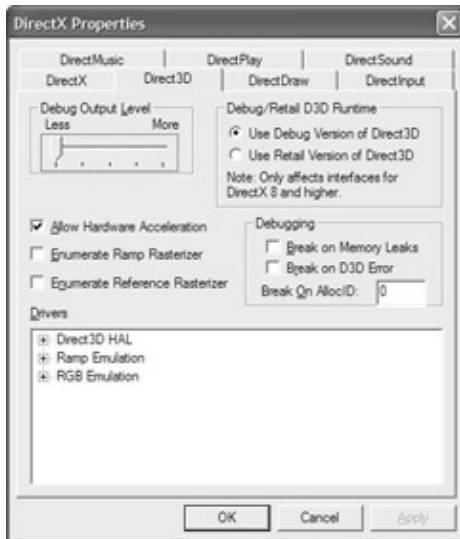 DirectX Properties
DirectMusic DirectPlay DirectSound
DirectX Direct3D DirectDraw DirectInput
Debug Output Level
Less More
Debug/Retail D3D Runtime
Use Debug Version of Direct3D
Use Retail Version of Direct3D
Note: Only affects interfaces for
DirectX 8 and higher.
Allow Hardware Acceleration
Enumerate Ramp Rasterizer
Enumerate Reference Rasterizer
Debugging
Break on Memory Leaks
Break on D3D Error
Break On AllocID: 0
Drivers
Direct3D HAL
Ramp Emulation
RGB Emulation
OK Cancel Apply